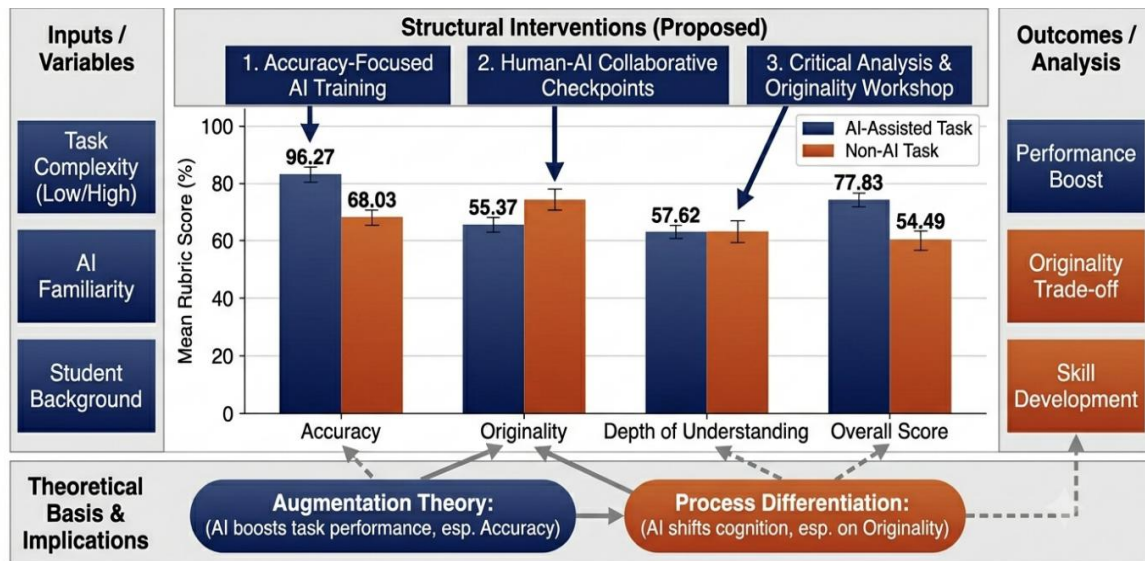 Inputs /
Variables
Task
Complexity
(Low/High)
AI
Familiarity
Student
Background
Structural Interventions (Proposed)
1. Accuracy-Focused
AI Training
2. Human-AI Collaborative
Checkpoints
3. Critical Analysis &
Originality Workshop
Mean Rubric Score (%)
100
80
60
40
20
0
AI-Assisted Task
Non-AI Task
96.27
68.03
55.37
57.62
77.83
54.49
Accuracy
Originality
Depth of Understanding
Overall Score
Outcomes /
Analysis
Performance
Boost
Originality
Trade-off
Skill
Development
Theoretical
Basis &
Implications
Augmentation Theory:
(AI boosts task performance, esp. Accuracy)
Process Differentiation:
(AI shifts cognition, esp. on Originality)